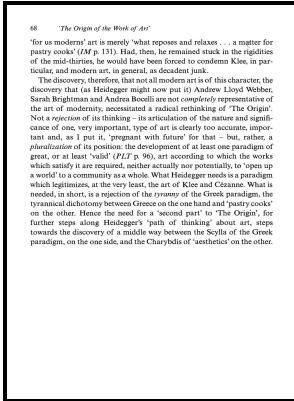 68 'The Origin of the Work of Art'
'for us moderns' art is merely 'what reposes and relaxes . . . a matter for
pastry cooks' (IM p. 131). Had, then, he remained stuck in the rigidities
of the mid-thirties, he would have been forced to condemn Klee, in par-
ticular, and modern art, in general, as decadent junk.
The discovery, therefore, that not all modern art is of this character, the
discovery that (as Heidegger might now put it) Andrew Lloyd Webber,
Sarah Brightman and Andrea Bocelli are not completely representative of
the art of modernity, necessitated a radical rethinking of 'The Origin'.
Not a rejection of its thinking – its articulation of the nature and signifi-
cance of one, very important, type of art is clearly too accurate, impor-
tant and, as I put it, 'pregnant with future' for that – but, rather, a
pluralization of its position: the development of at least one paradigm of
great, or at least 'valid' (PLT p. 96), art according to which the works
which satisfy it are required, neither actually nor potentially, to 'open up
a world' to a community as a whole. What Heidegger needs is a paradigm
which legitimizes, at the very least, the art of Klee and Cézanne. What is
needed, in short, is a rejection of the tyranny of the Greek paradigm, the
tyrannical dichotomy between Greece on the one hand and 'pastry cooks'
on the other. Hence the need for a 'second part' to 'The Origin', for
further steps along Heidegger's 'path of thinking' about art, steps
towards the discovery of a middle way between the Scylla of the Greek
paradigm, on the one side, and the Charybdis of 'aesthetics' on the other.